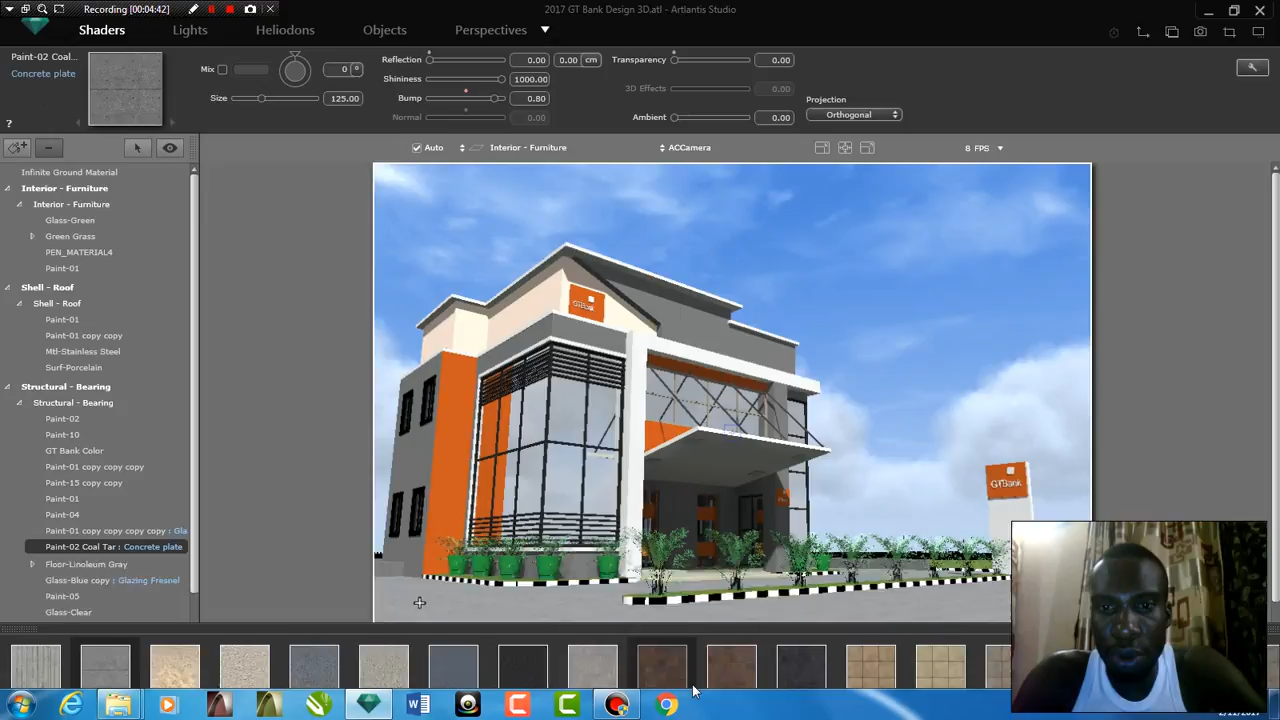 Recording [00:04:42]
2017 GT Bank Design 3D.atl - Artlantis Studio
Shaders Lights Heliodons Objects Perspectives
Paint-02 Coal...
Concrete plate
Mix 0 °
Size 125.00
Reflection 0.00 0.00 cm
Shininess 1000.00
Bump 0.80
Normal 0.00
Transparency 0.00
3D Effects 0.00
Ambient 0.00
Projection
Orthogonal
?
Auto Interior - Furniture ACCamera 8 FPS
Infinite Ground Material
Interior - Furniture
Interior - Furniture
Glass-Green
Green Grass
PEN_MATERIAL4
Paint-01
Shell - Roof
Shell - Roof
Paint-01
Paint-01 copy copy
Mtl-Stainless Steel
Surf-Porcelain
Structural - Bearing
Structural - Bearing
Paint-02
Paint-10
GT Bank Color
Paint-01 copy copy copy
Paint-15 copy copy
Paint-01
Paint-04
Paint-01 copy copy copy copy : Gla
Paint-02 Coal Tar : Concrete plate
Floor-Linoleum Gray
Glass-Blue copy : Glazing Fresnel
Paint-05
Glass-Clear
GTBank
GTBank